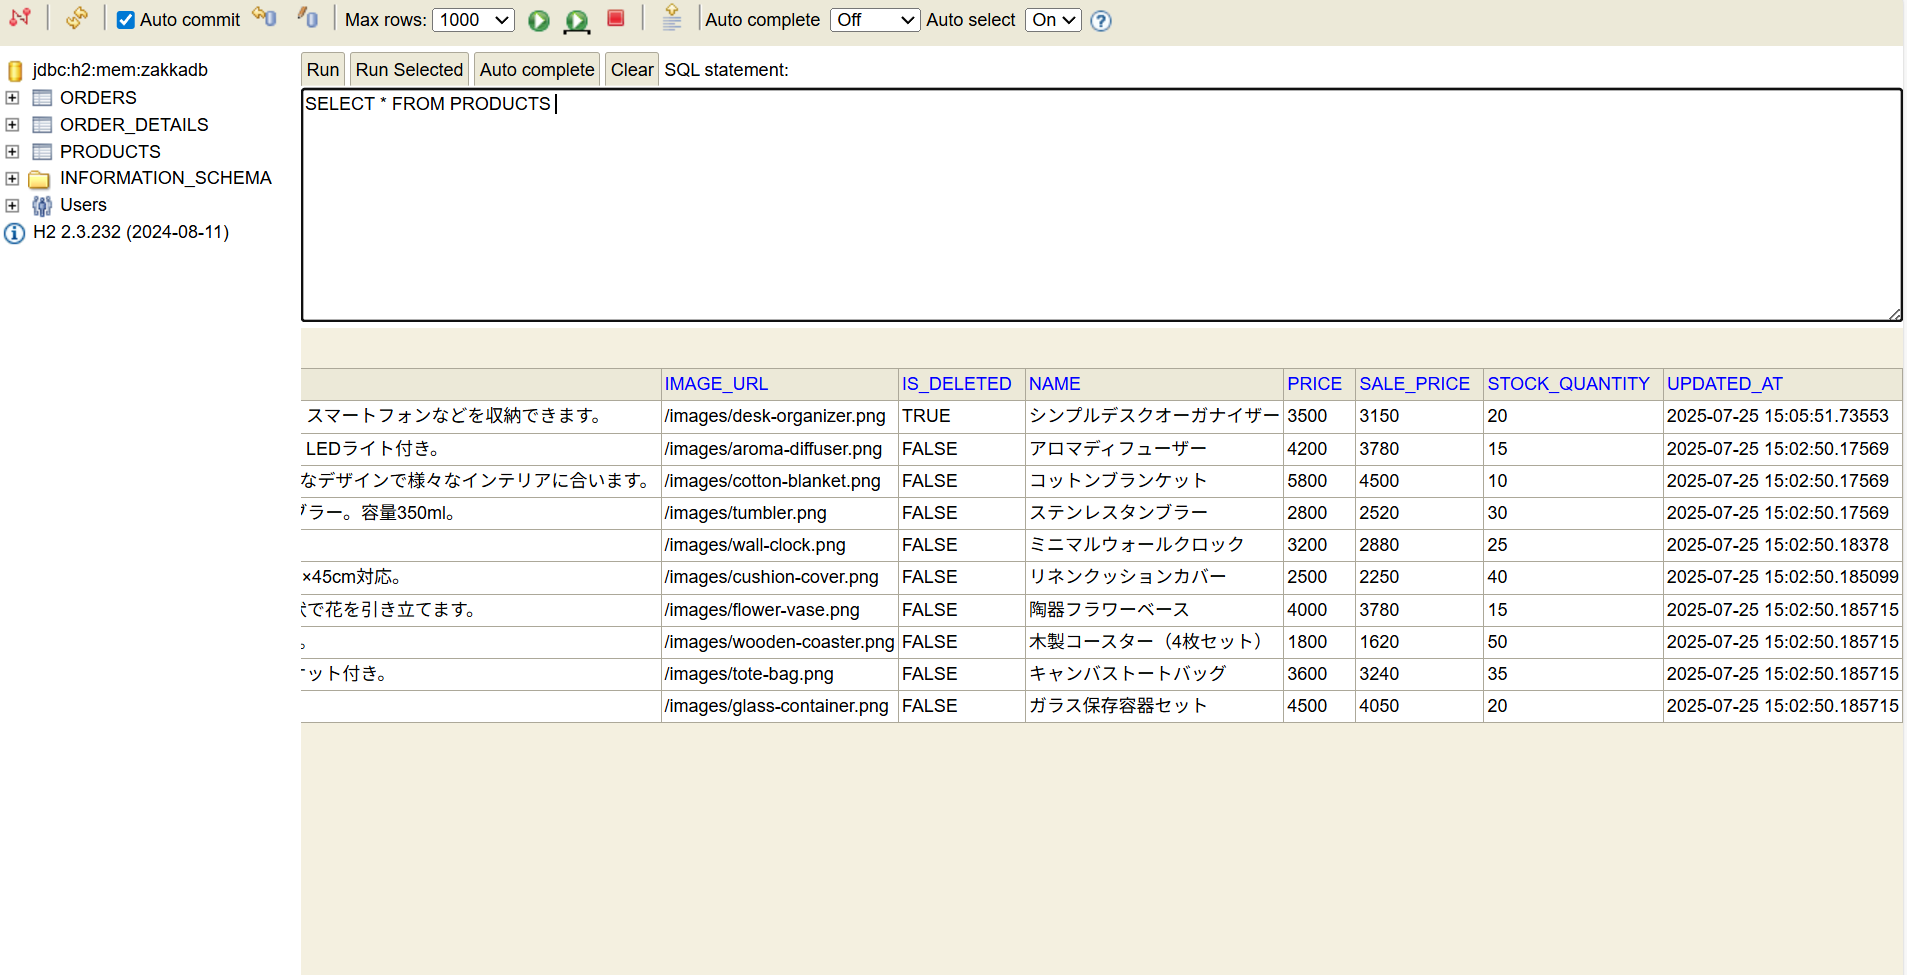 Auto commit Max rows: 1000 Auto complete Off Auto select On
jdbc:h2:mem:zakkadb
ORDERS
ORDER_DETAILS
PRODUCTS
INFORMATION_SCHEMA
Users
H2 2.3.232 (2024-08-11)
Run Run Selected Auto complete Clear SQL statement:
SELECT * FROM PRODUCTS
IMAGE_URL IS_DELETED NAME PRICE SALE_PRICE STOCK_QUANTITY UPDATED_AT
スマートフォンなどを収納できます。 /images/desk-organizer.png TRUE シンプルデスクオーガナイザー 3500 3150 20 2025-07-25 15:05:51.73553
LEDライト付き。 /images/aroma-diffuser.png FALSE アロマディフューザー 4200 3780 15 2025-07-25 15:02:50.17569
なデザインで様々なインテリアに合います。 /images/cotton-blanket.png FALSE コットンブランケット 5800 4500 10 2025-07-25 15:02:50.17569
ブラー。容量350ml。 /images/tumbler.png FALSE ステンレスタンブラー 2800 2520 30 2025-07-25 15:02:50.17569
/images/wall-clock.png FALSE ミニマルウォールクロック 3200 2880 25 2025-07-25 15:02:50.18378
×45cm対応。 /images/cushion-cover.png FALSE リネンクッションカバー 2500 2250 40 2025-07-25 15:02:50.185099
で花を引き立てます。 /images/flower-vase.png FALSE 陶器フラワーベース 4000 3780 15 2025-07-25 15:02:50.185715
。 /images/wooden-coaster.png FALSE 木製コースター（4枚セット） 1800 1620 50 2025-07-25 15:02:50.185715
ット付き。 /images/tote-bag.png FALSE キャンバストートバッグ 3600 3240 35 2025-07-25 15:02:50.185715
/images/glass-container.png FALSE ガラス保存容器セット 4500 4050 20 2025-07-25 15:02:50.185715